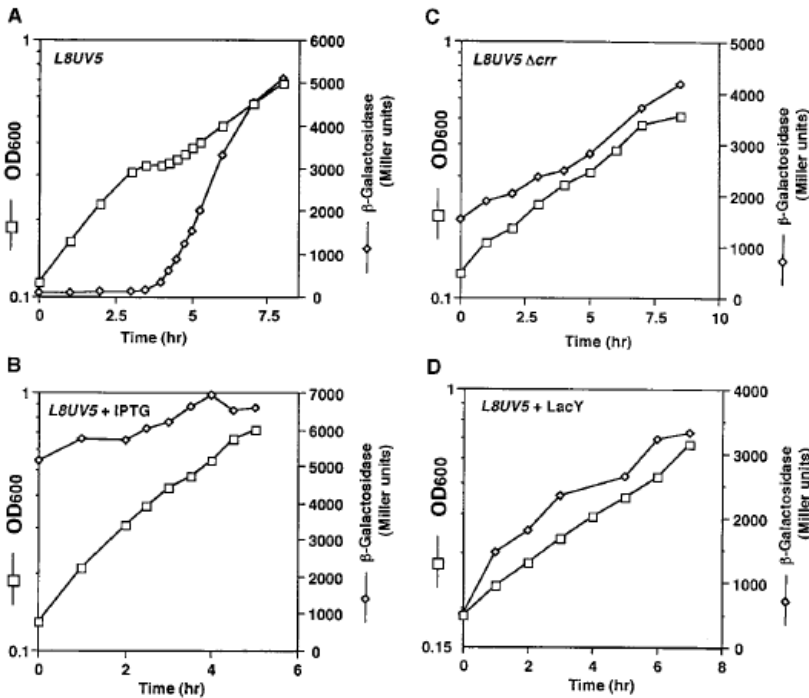 A
L8UV5
OD600
1
0.1
6000
5000
4000
3000
2000
1000
0
β-Galactosidase
(Miller units)
0 2.5 5 7.5
Time (hr)
B
L8UV5 + IPTG
OD600
1
0.1
7000
6000
5000
4000
3000
2000
1000
0
β-Galactosidase
(Miller units)
0 2 4 6
Time (hr)
C
L8UV5 Δcrr
OD600
1
0.1
5000
4000
3000
2000
1000
0
β-Galactosidase
(Miller units)
0 2.5 5 7.5 10
Time (hr)
D
L8UV5 + LacY
OD600
1
0.15
4000
3000
2000
1000
0
β-Galactosidase
(Miller units)
0 2 4 6 8
Time (hr)